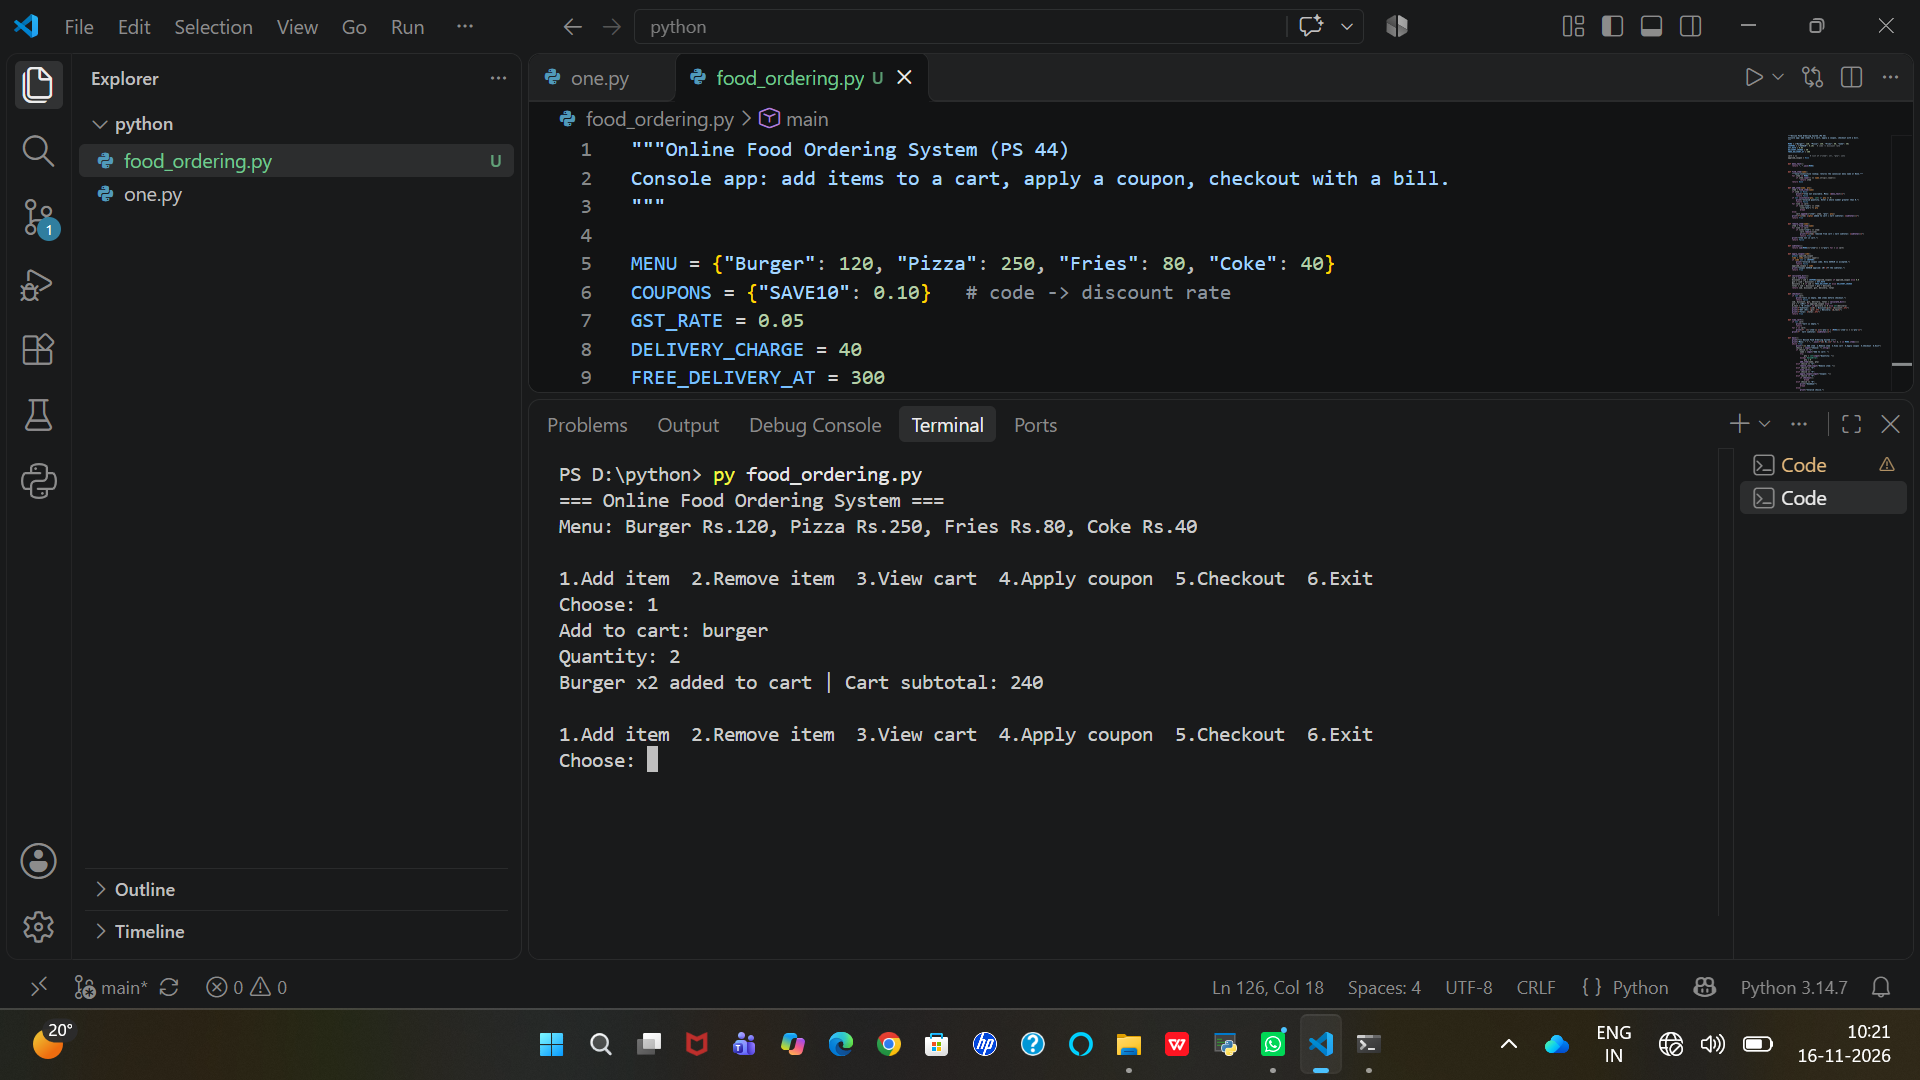 File Edit Selection View Go Run ···
python
Explorer
python
food_ordering.py U
one.py
1
Outline
Timeline
one.py
food_ordering.py U
food_ordering.py > main
1 """Online Food Ordering System (PS 44)
2 Console app: add items to a cart, apply a coupon, checkout with a bill.
3 """
4
5 MENU = {"Burger": 120, "Pizza": 250, "Fries": 80, "Coke": 40}
6 COUPONS = {"SAVE10": 0.10}   # code -> discount rate
7 GST_RATE = 0.05
8 DELIVERY_CHARGE = 40
9 FREE_DELIVERY_AT = 300
Problems Output Debug Console Terminal Ports
PS D:\python> py food_ordering.py
=== Online Food Ordering System ===
Menu: Burger Rs.120, Pizza Rs.250, Fries Rs.80, Coke Rs.40
1.Add item  2.Remove item  3.View cart  4.Apply coupon  5.Checkout  6.Exit
Choose: 1
Add to cart: burger
Quantity: 2
Burger x2 added to cart | Cart subtotal: 240
1.Add item  2.Remove item  3.View cart  4.Apply coupon  5.Checkout  6.Exit
Choose:
Code
Code
main* 0 0 Ln 126, Col 18 Spaces: 4 UTF-8 CRLF { } Python Python 3.14.7
20°
hp
W
ENG
IN
10:21
16-11-2026